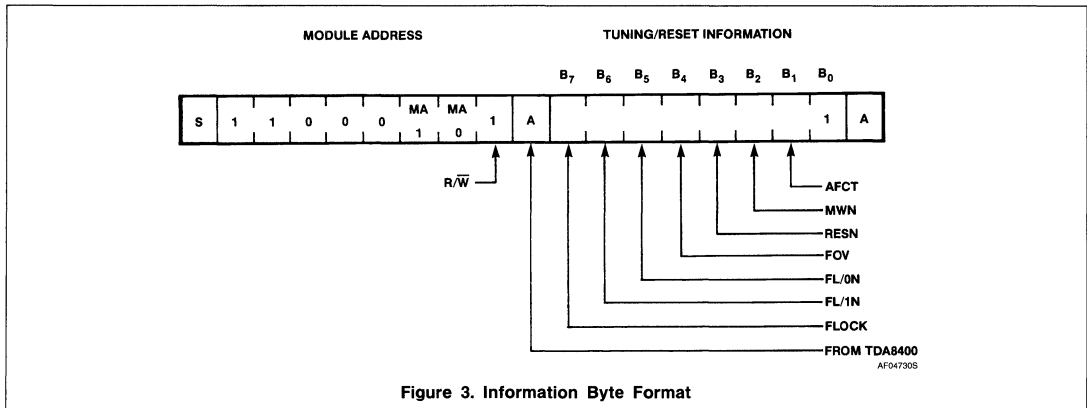 MODULE ADDRESS TUNING/RESET INFORMATION
B7 B6 B5 B4 B3 B2 B1 B0
S 1 1 0 0 0 MA 1 MA 0 1 A 1 A
R/W̅
AFCT
MWN
RESN
FOV
FL/0N
FL/1N
FLOCK
FROM TDA8400
AF04730S
Figure 3. Information Byte Format